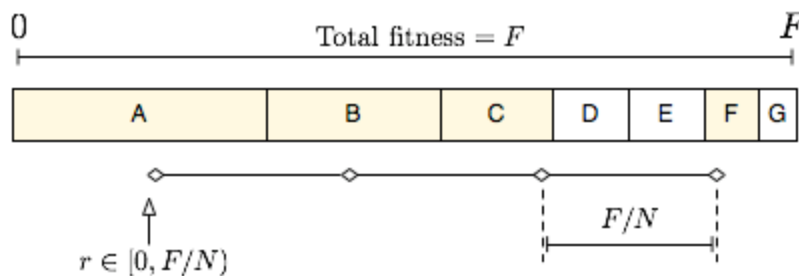 0 F
Total fitness = F
A B C D E F G
F/N
r ∈ [0, F/N)